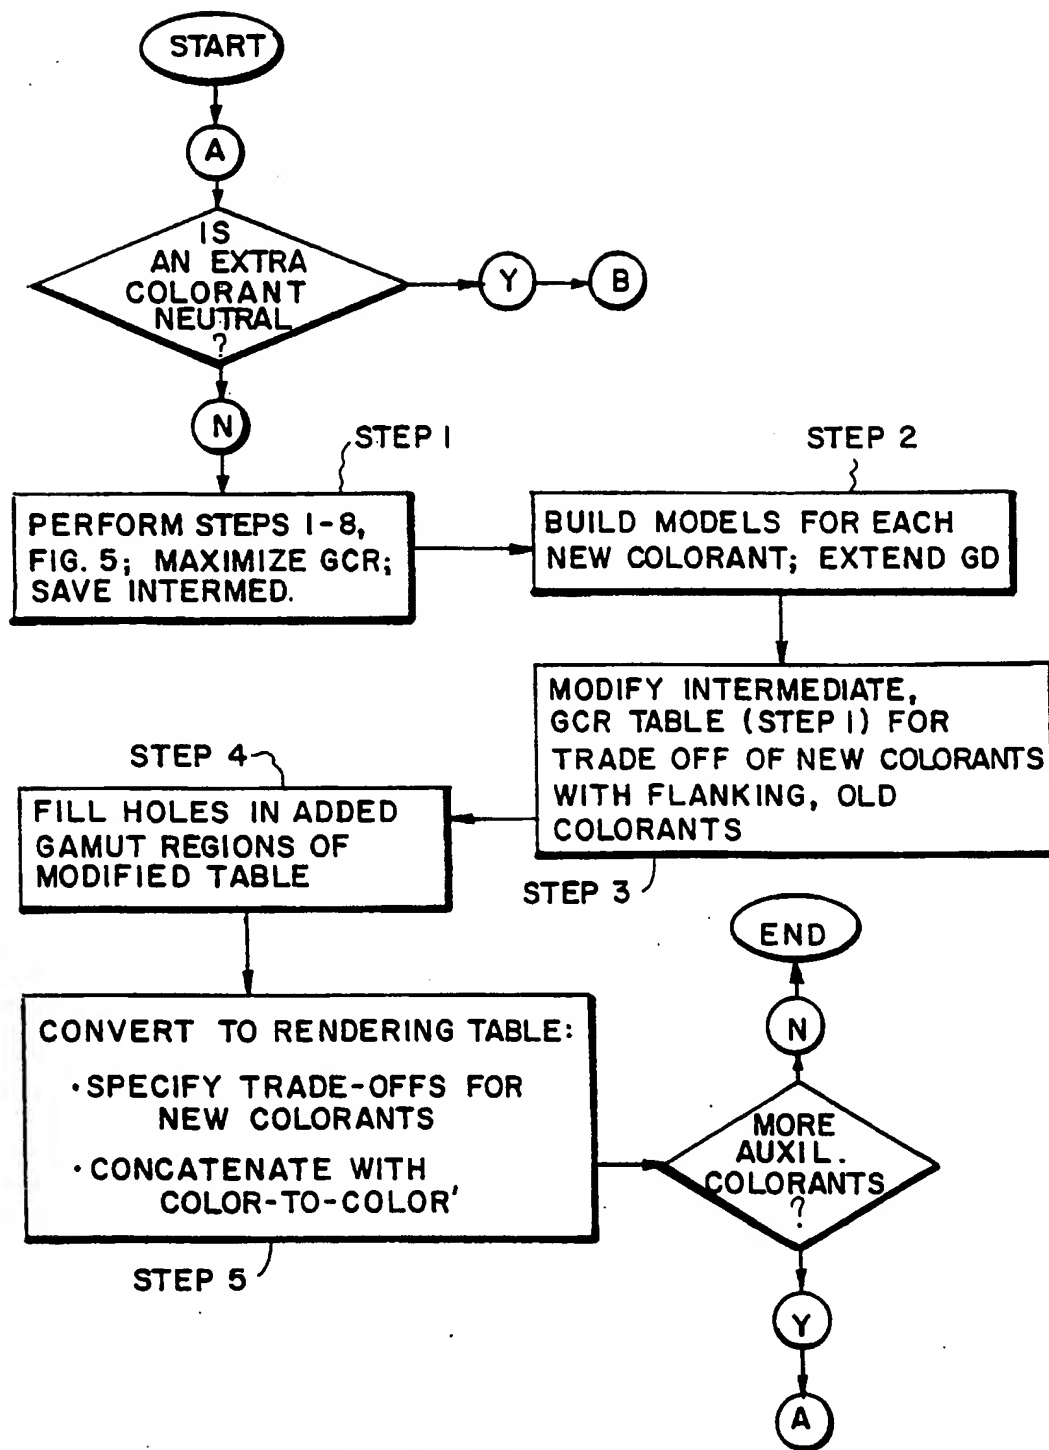 START
A
IS
AN EXTRA
COLORANT
NEUTRAL
?
Y
B
N
STEP 1
PERFORM STEPS 1-8,
FIG. 5; MAXIMIZE GCR;
SAVE INTERMED.
STEP 2
BUILD MODELS FOR EACH
NEW COLORANT; EXTEND GD
MODIFY INTERMEDIATE,
GCR TABLE (STEP 1) FOR
TRADE OFF OF NEW COLORANTS
WITH FLANKING, OLD
COLORANTS
STEP 3
STEP 4
FILL HOLES IN ADDED
GAMUT REGIONS OF
MODIFIED TABLE
CONVERT TO RENDERING TABLE:
• SPECIFY TRADE-OFFS FOR
NEW COLORANTS
• CONCATENATE WITH
COLOR-TO-COLOR'
STEP 5
END
N
MORE
AUXIL.
COLORANTS
?
Y
A